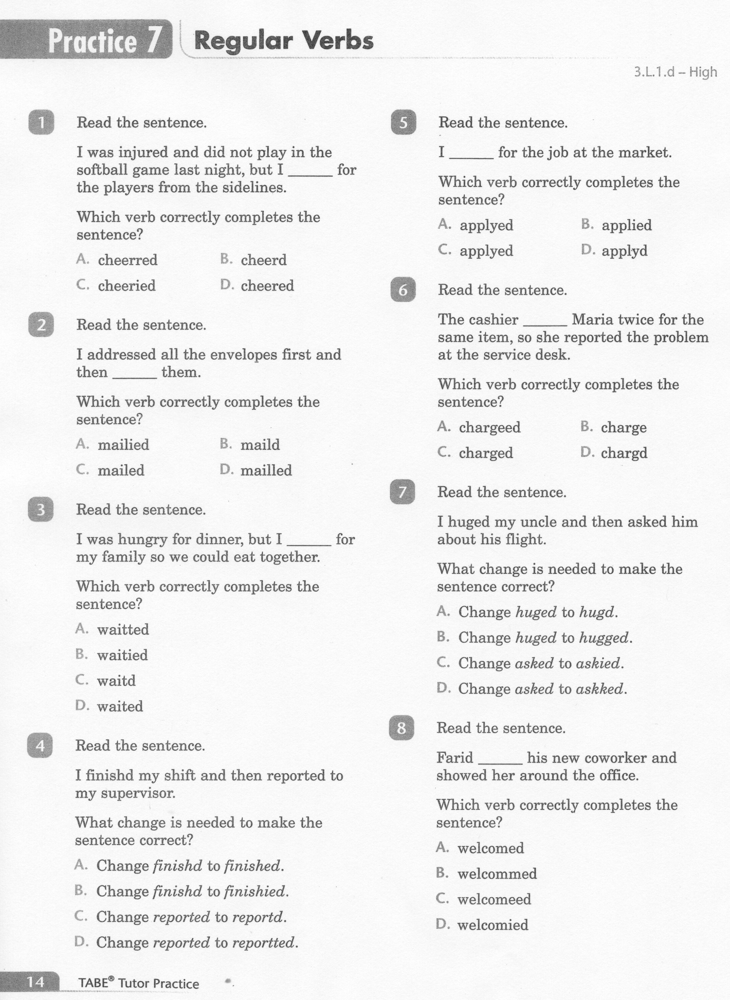 Practice 7 Regular Verbs
3.L.1.d – High
1 Read the sentence.
I was injured and did not play in the
softball game last night, but I ______ for
the players from the sidelines.
Which verb correctly completes the
sentence?
A. cheerred B. cheerd
C. cheeried D. cheered
2 Read the sentence.
I addressed all the envelopes first and
then ______ them.
Which verb correctly completes the
sentence?
A. mailied B. maild
C. mailed D. mailled
3 Read the sentence.
I was hungry for dinner, but I ______ for
my family so we could eat together.
Which verb correctly completes the
sentence?
A. waitted
B. waitied
C. waitd
D. waited
4 Read the sentence.
I finishd my shift and then reported to
my supervisor.
What change is needed to make the
sentence correct?
A. Change finishd to finished.
B. Change finishd to finishied.
C. Change reported to reportd.
D. Change reported to reportted.
5 Read the sentence.
I ______ for the job at the market.
Which verb correctly completes the
sentence?
A. applyed B. applied
C. applyed D. applyd
6 Read the sentence.
The cashier ______ Maria twice for the
same item, so she reported the problem
at the service desk.
Which verb correctly completes the
sentence?
A. chargeed B. charge
C. charged D. chargd
7 Read the sentence.
I huged my uncle and then asked him
about his flight.
What change is needed to make the
sentence correct?
A. Change huged to hugd.
B. Change huged to hugged.
C. Change asked to askied.
D. Change asked to askked.
8 Read the sentence.
Farid ______ his new coworker and
showed her around the office.
Which verb correctly completes the
sentence?
A. welcomed
B. welcommed
C. welcomeed
D. welcomied
14 TABE® Tutor Practice